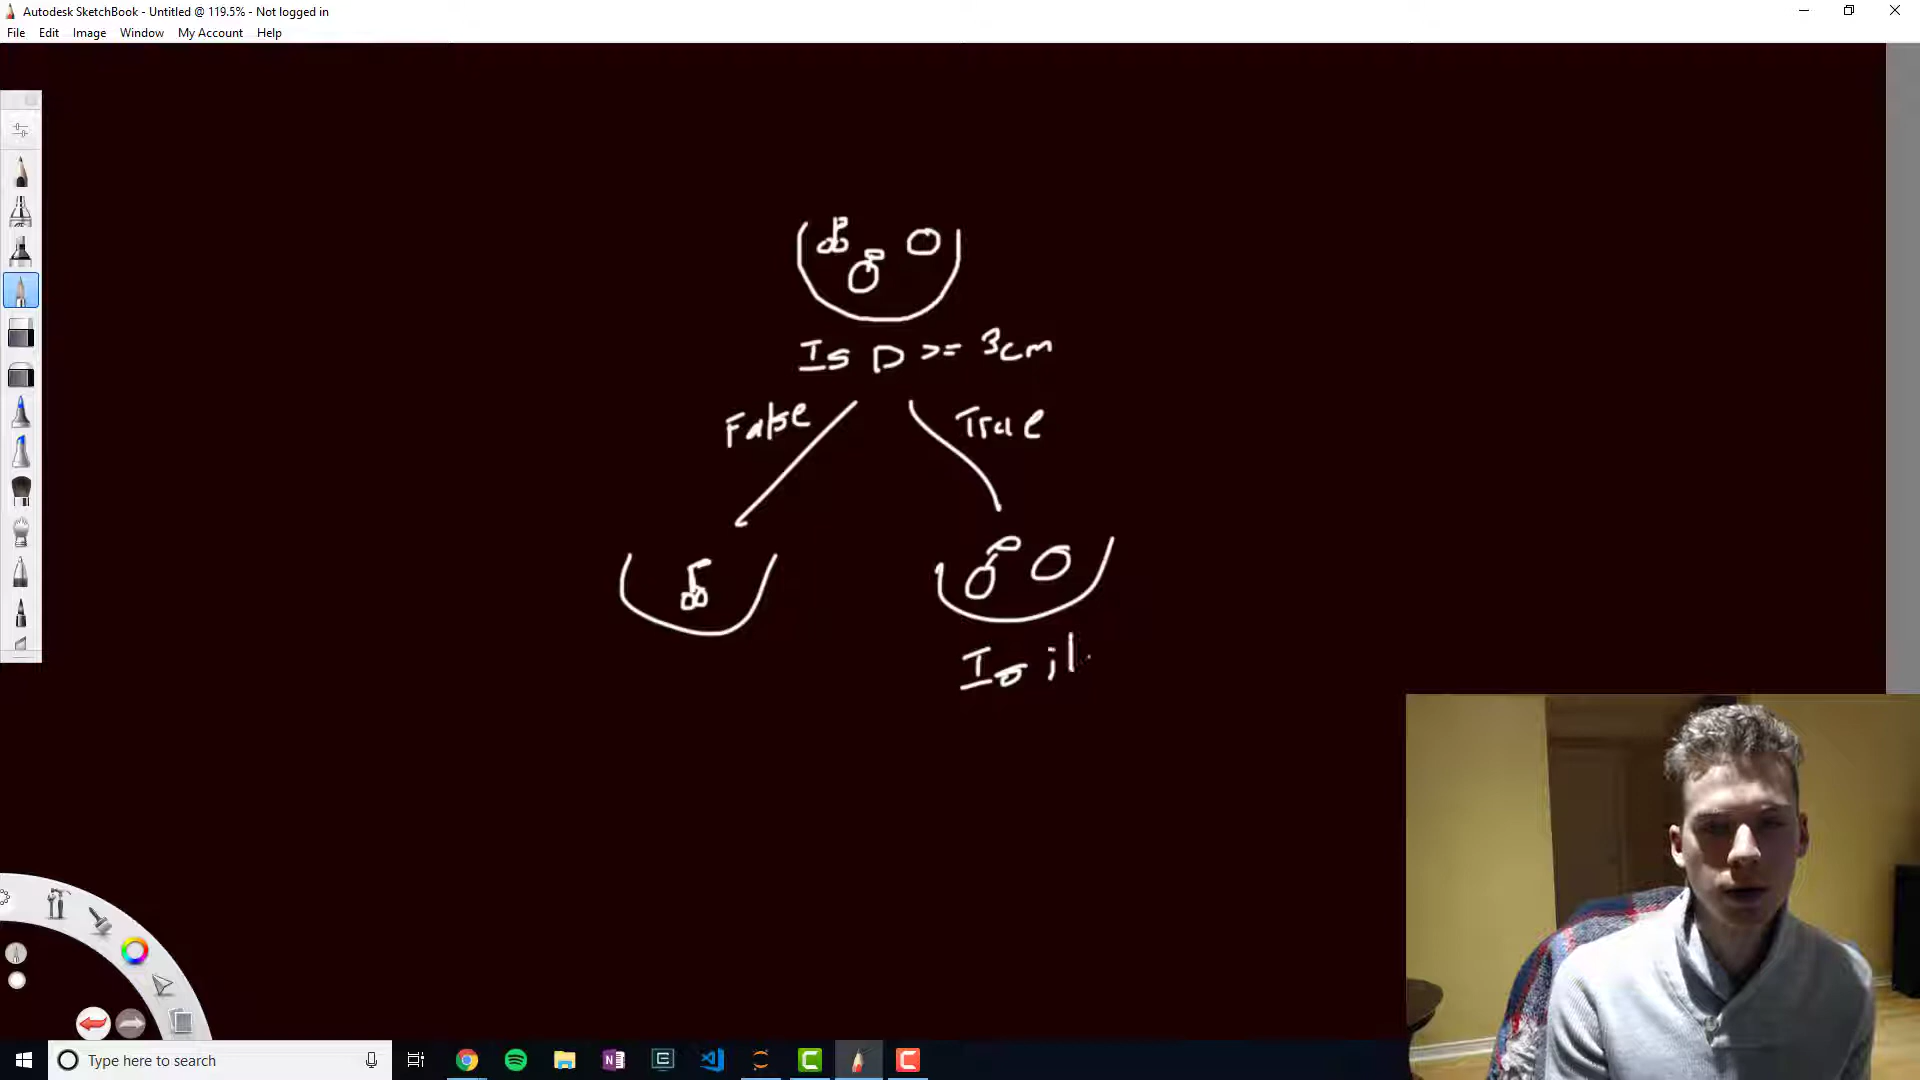 Autodesk SketchBook - Untitled @ 119.5% - Not logged in
File Edit Image Window My Account Help
Is D >= 3cm
False True
Is it
Type here to search